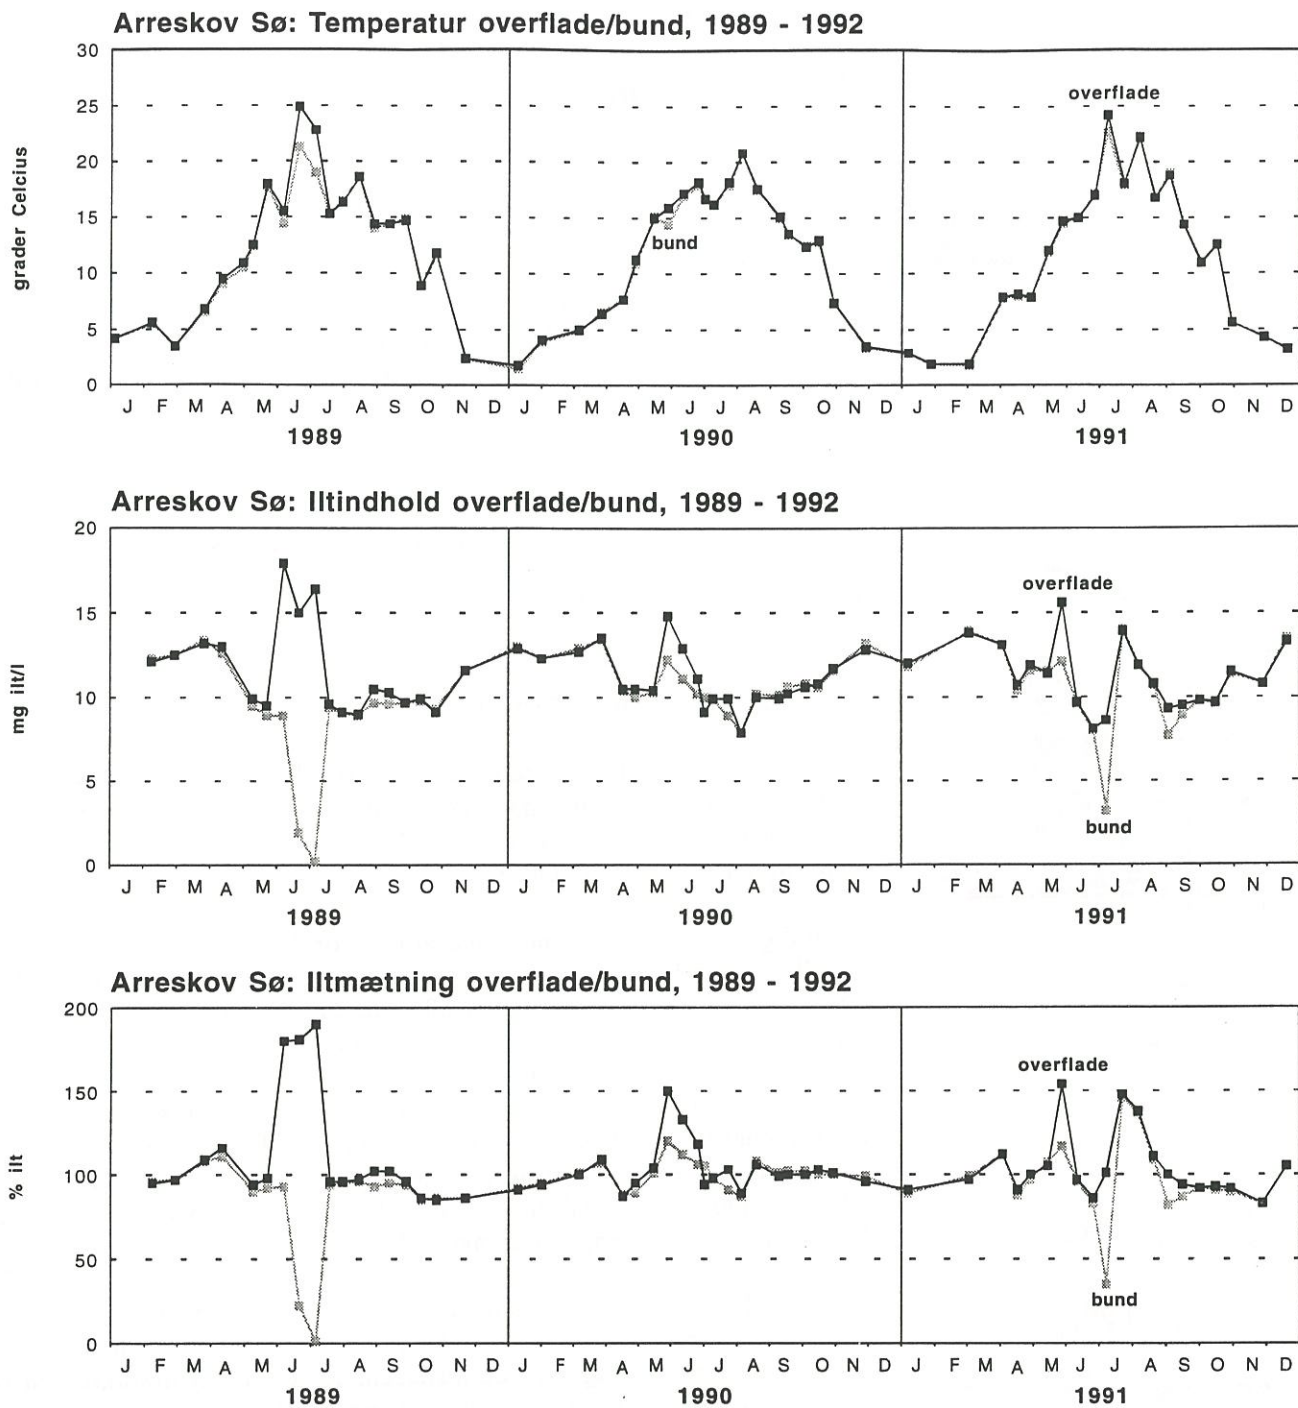 Arreskov Sø: Temperatur overflade/bund, 1989 - 1992
30
25
20
15
10
5
0
grader Celcius
overflade
bund
J F M A M J J A S O N D J F M A M J J A S O N D J F M A M J J A S O N D
1989 1990 1991
Arreskov Sø: Iltindhold overflade/bund, 1989 - 1992
20
15
10
5
0
mg ilt/l
overflade
bund
J F M A M J J A S O N D J F M A M J J A S O N D J F M A M J J A S O N D
1989 1990 1991
Arreskov Sø: Iltmætning overflade/bund, 1989 - 1992
200
150
100
50
0
% ilt
overflade
bund
J F M A M J J A S O N D J F M A M J J A S O N D J F M A M J J A S O N D
1989 1990 1991